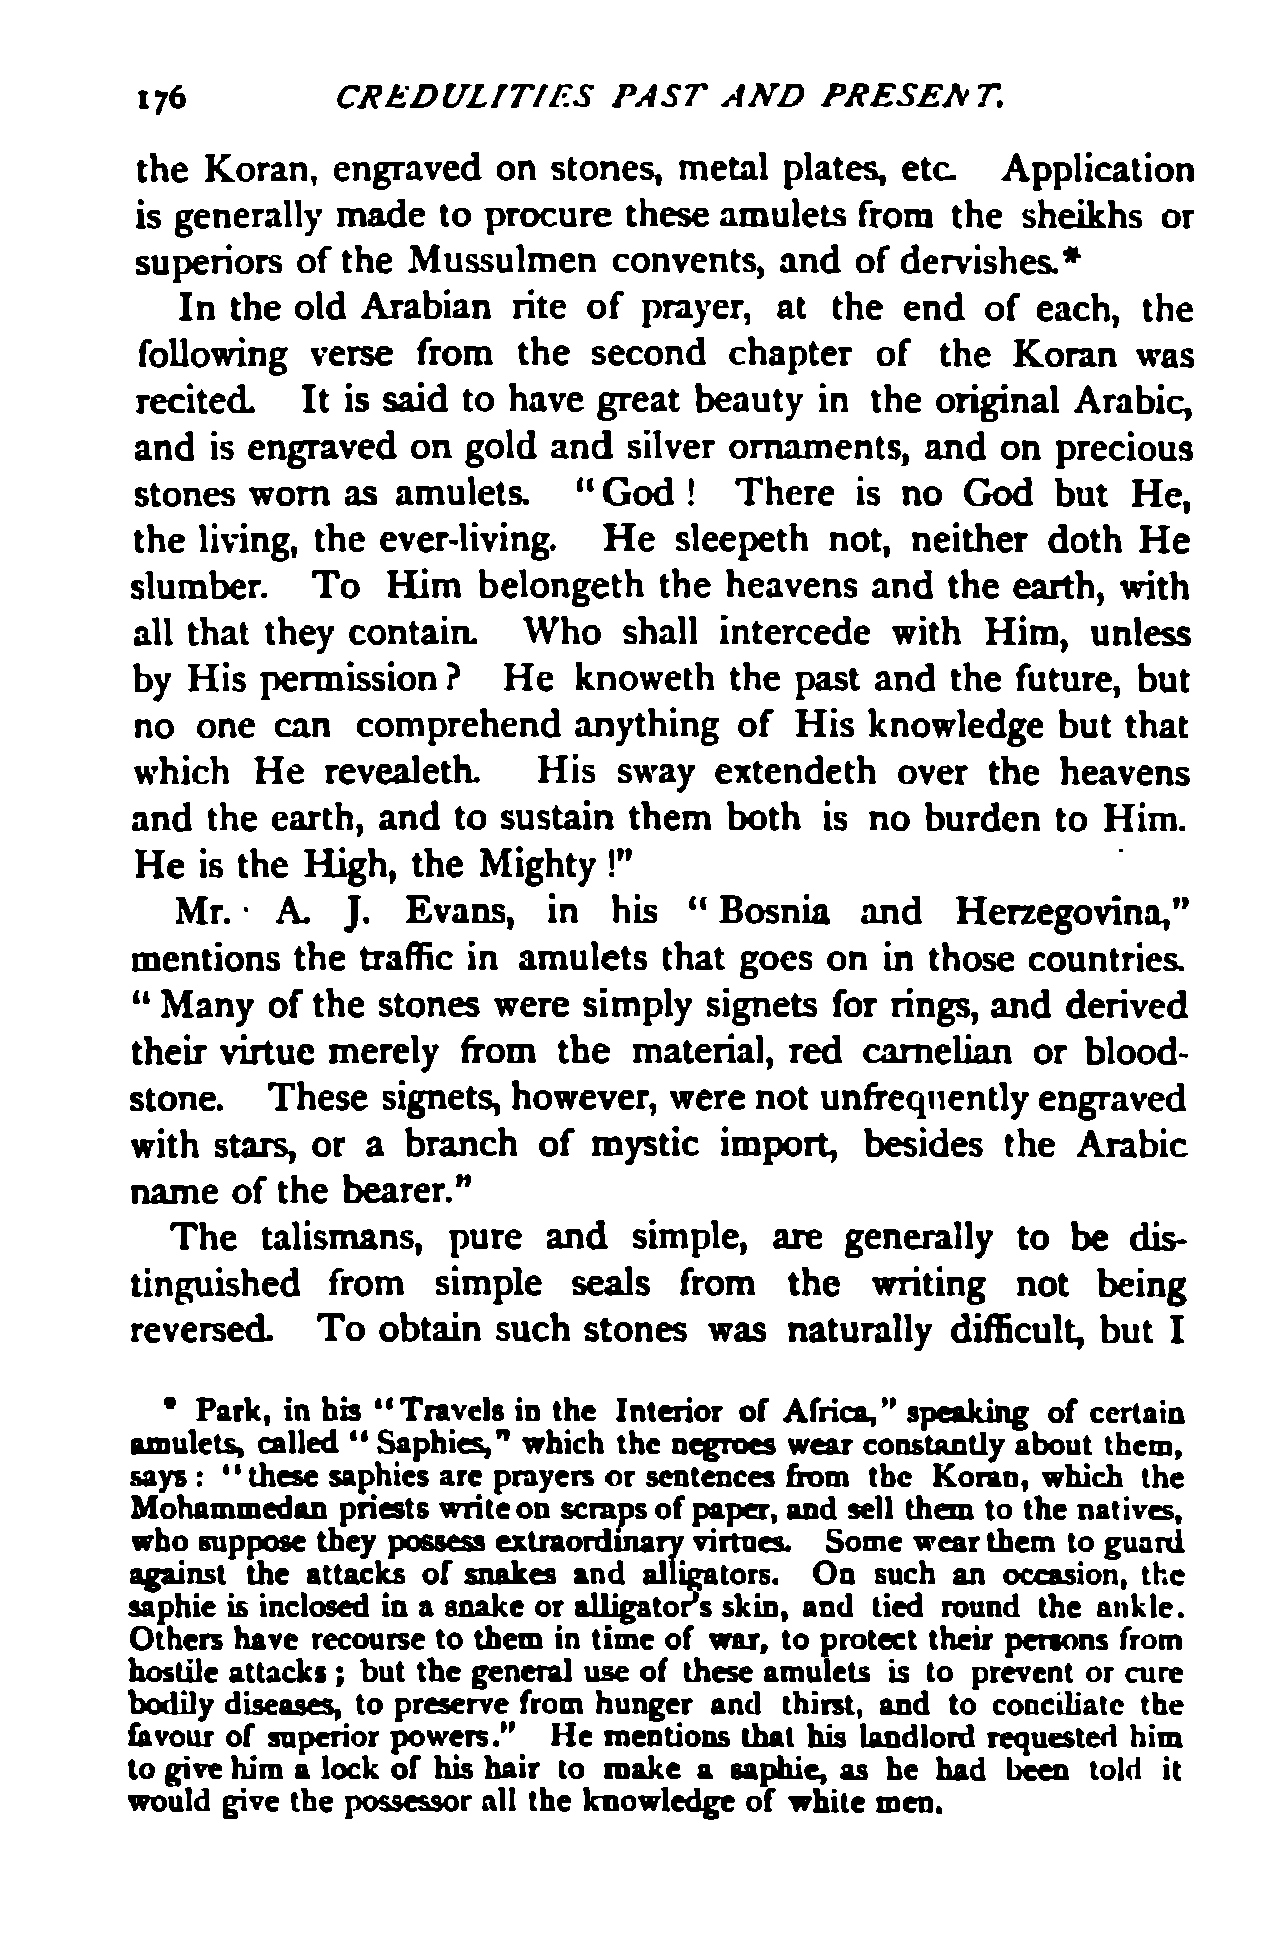 176 CREDULITIES PAST AND PRESENT.
the Koran, engraved on stones, metal plates, etc. Application
is generally made to procure these amulets from the sheikhs or
superiors of the Mussulmen convents, and of dervishes.*
In the old Arabian rite of prayer, at the end of each, the
following verse from the second chapter of the Koran was
recited. It is said to have great beauty in the original Arabic,
and is engraved on gold and silver ornaments, and on precious
stones worn as amulets. "God! There is no God but He,
the living, the ever-living. He sleepeth not, neither doth He
slumber. To Him belongeth the heavens and the earth, with
all that they contain. Who shall intercede with Him, unless
by His permission? He knoweth the past and the future, but
no one can comprehend anything of His knowledge but that
which He revealeth. His sway extendeth over the heavens
and the earth, and to sustain them both is no burden to Him.
He is the High, the Mighty!"
Mr. A. J. Evans, in his "Bosnia and Herzegovina,"
mentions the traffic in amulets that goes on in those countries.
"Many of the stones were simply signets for rings, and derived
their virtue merely from the material, red carnelian or blood-
stone. These signets, however, were not unfrequently engraved
with stars, or a branch of mystic import, besides the Arabic
name of the bearer."
The talismans, pure and simple, are generally to be dis-
tinguished from simple seals from the writing not being
reversed. To obtain such stones was naturally difficult, but I
* Park, in his "Travels in the Interior of Africa," speaking of certain
amulets, called "Saphies," which the negroes wear constantly about them,
says: "these saphies are prayers or sentences from the Koran, which the
Mohammedan priests write on scraps of paper, and sell them to the natives,
who suppose they possess extraordinary virtues. Some wear them to guard
against the attacks of snakes and alligators. On such an occasion, the
saphie is inclosed in a snake or alligator's skin, and tied round the ankle.
Others have recourse to them in time of war, to protect their persons from
hostile attacks; but the general use of these amulets is to prevent or cure
bodily diseases, to preserve from hunger and thirst, and to conciliate the
favour of superior powers." He mentions that his landlord requested him
to give him a lock of his hair to make a saphie, as he had been told it
would give the possessor all the knowledge of white men.